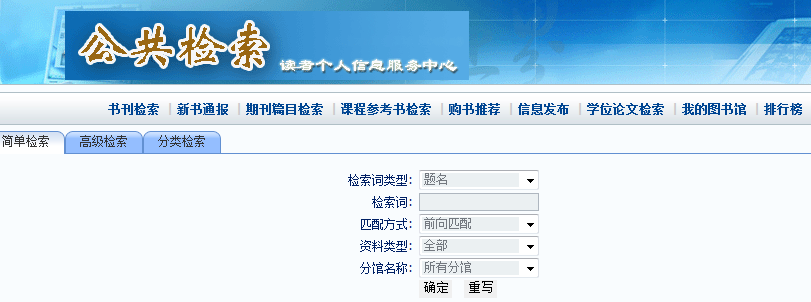 公共检索 读者个人信息服务中心
书刊检索 新书通报 期刊篇目检索 课程参考书检索 购书推荐 信息发布 学位论文检索 我的图书馆 排行榜
简单检索 高级检索 分类检索
检索词类型: 题名
检索词:
匹配方式: 前向匹配
资料类型: 全部
分馆名称: 所有分馆
确定 重写